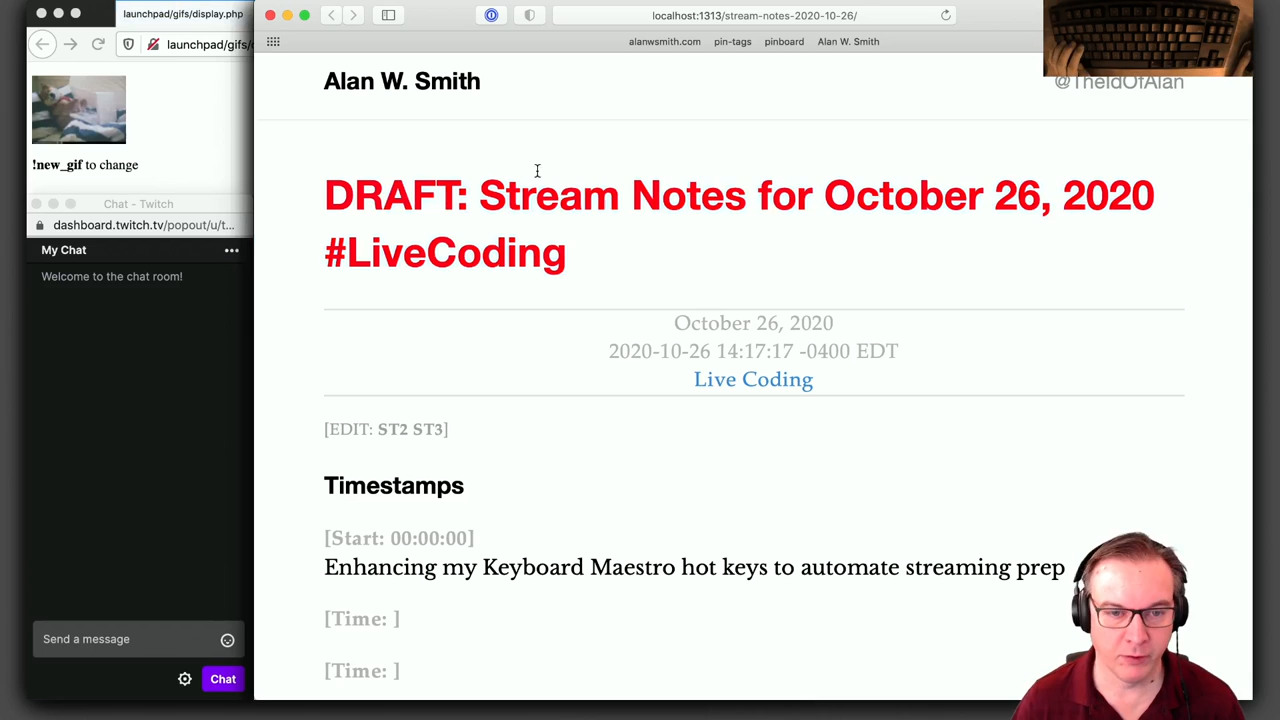 launchpad/gifs/display.php
launchpad/gifs/
!new_gif to change
Chat - Twitch
dashboard.twitch.tv/popout/u/t...
My Chat
Welcome to the chat room!
Send a message
Chat
localhost:1313/stream-notes-2020-10-26/
alanwsmith.com pin-tags pinboard Alan W. Smith
Alan W. Smith
@TheIdOfAlan
DRAFT: Stream Notes for October 26, 2020
#LiveCoding
October 26, 2020
2020-10-26 14:17:17 -0400 EDT
Live Coding
[EDIT: ST2 ST3]
Timestamps
[Start: 00:00:00]
Enhancing my Keyboard Maestro hot keys to automate streaming prep
[Time: ]
[Time: ]